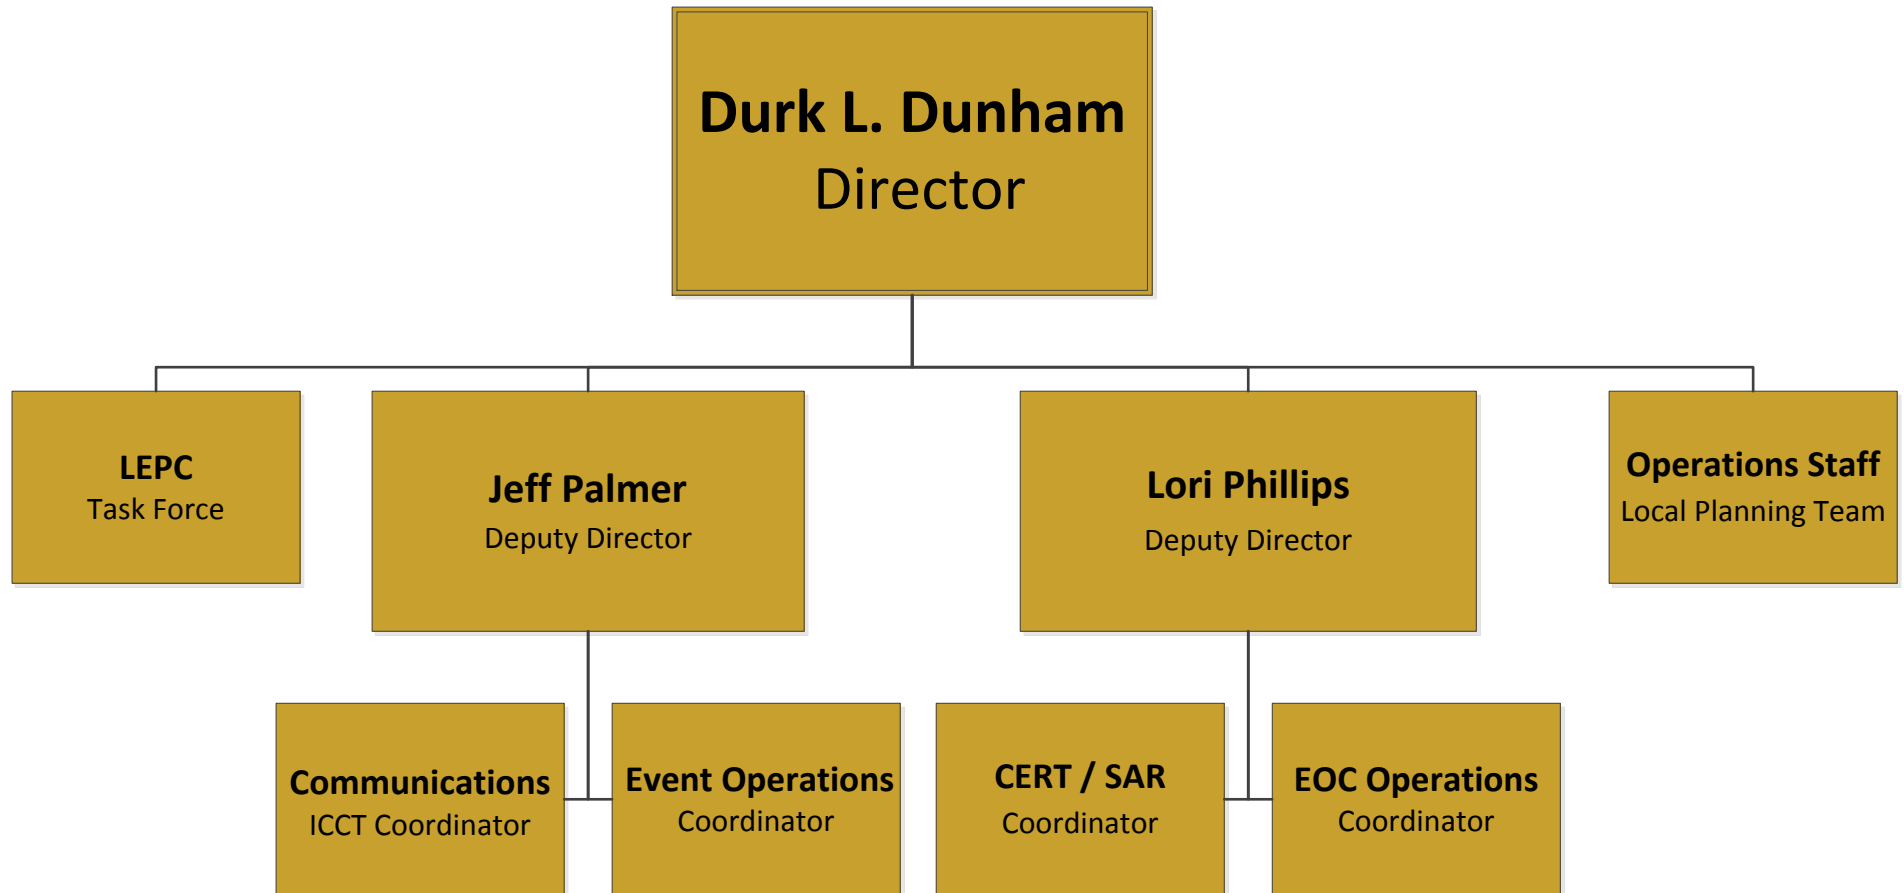 Durk L. Dunham
Director
LEPC
Task Force
Jeff Palmer
Deputy Director
Lori Phillips
Deputy Director
Operations Staff
Local Planning Team
Communications
ICCT Coordinator
Event Operations
Coordinator
CERT / SAR
Coordinator
EOC Operations
Coordinator